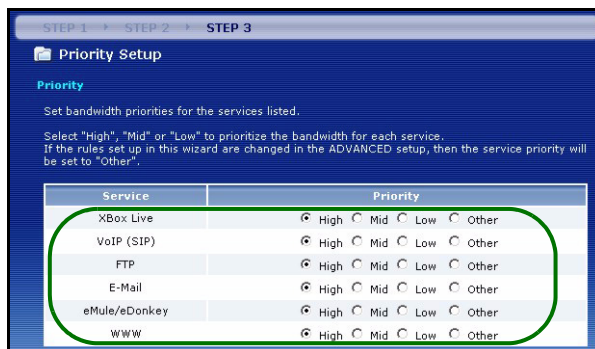 STEP 1 STEP 2 STEP 3
Priority Setup
Priority
Set bandwidth priorities for the services listed.
Select "High", "Mid" or "Low" to prioritize the bandwidth for each service.
If the rules set up in this wizard are changed in the ADVANCED setup, then the service priority will
be set to "Other".
Service Priority
XBox Live High Mid Low Other
VoIP (SIP) High Mid Low Other
FTP High Mid Low Other
E-Mail High Mid Low Other
eMule/eDonkey High Mid Low Other
WWW High Mid Low Other